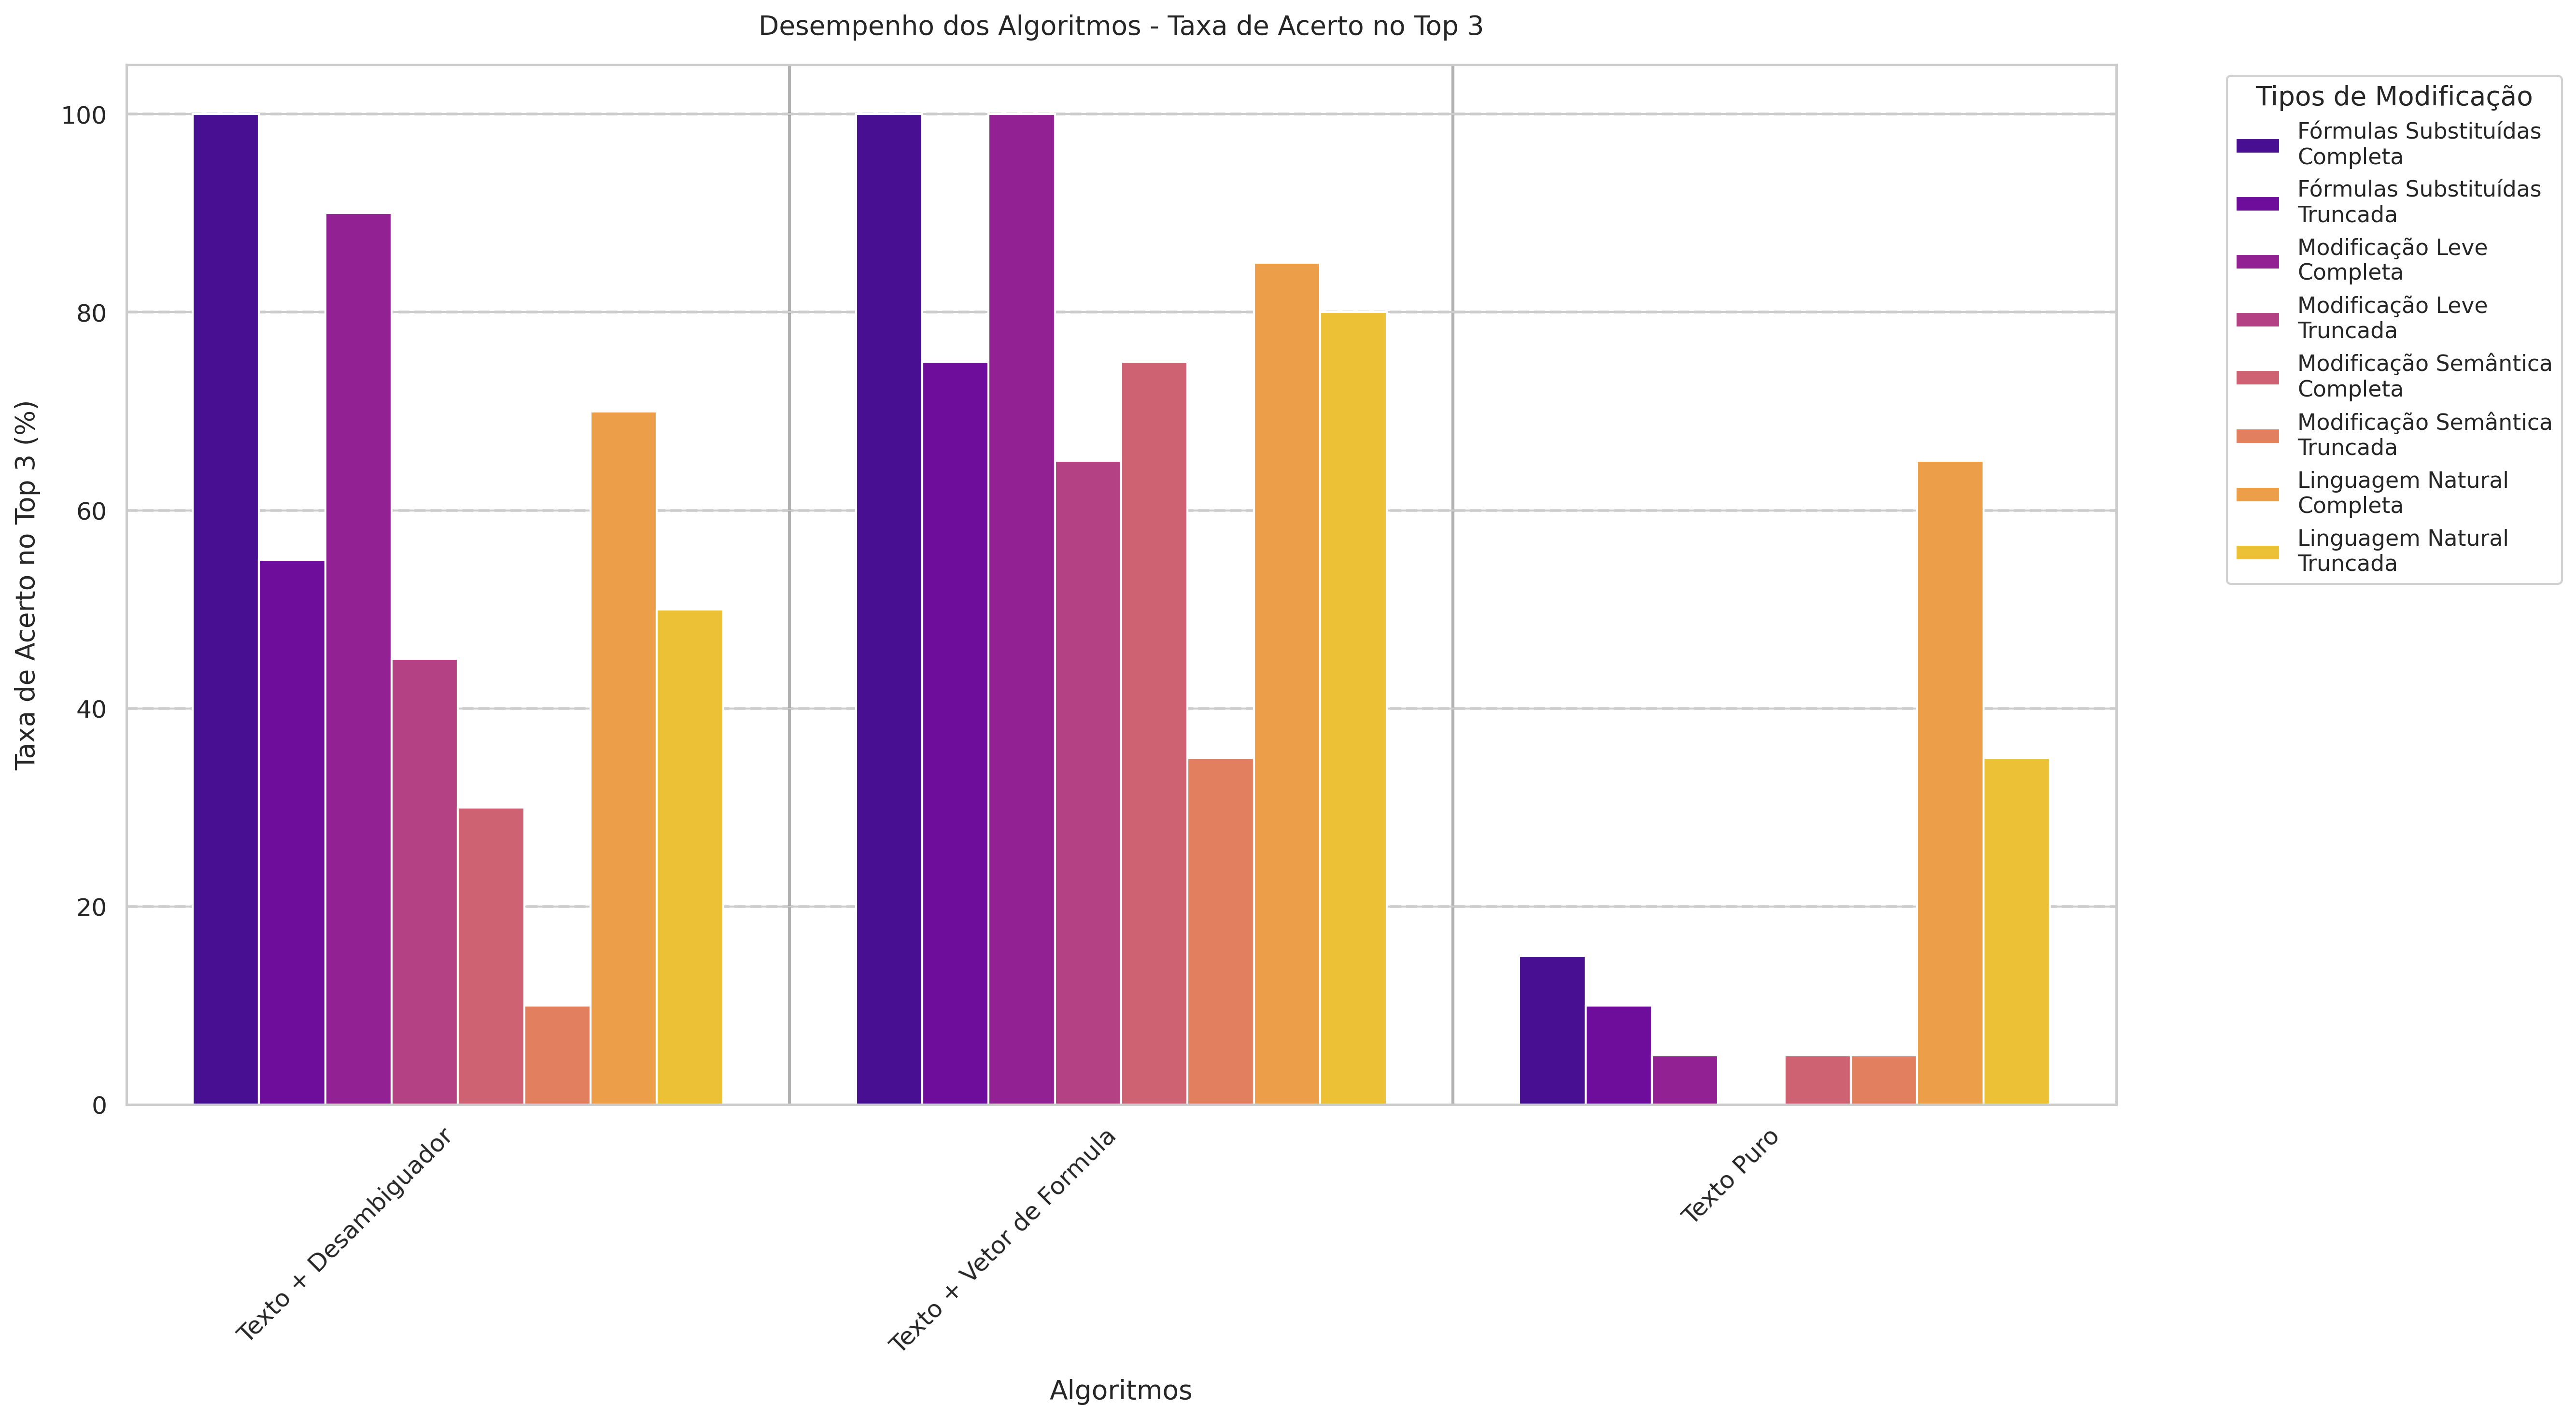 Desempenho dos Algoritmos - Taxa de Acerto no Top 3
Taxa de Acerto no Top 3 (%)
100
80
60
40
20
0
Texto + Desambiguador
Texto + Vetor de Formula
Texto Puro
Algoritmos
Tipos de Modificação
Fórmulas Substituídas
Completa
Fórmulas Substituídas
Truncada
Modificação Leve
Completa
Modificação Leve
Truncada
Modificação Semântica
Completa
Modificação Semântica
Truncada
Linguagem Natural
Completa
Linguagem Natural
Truncada